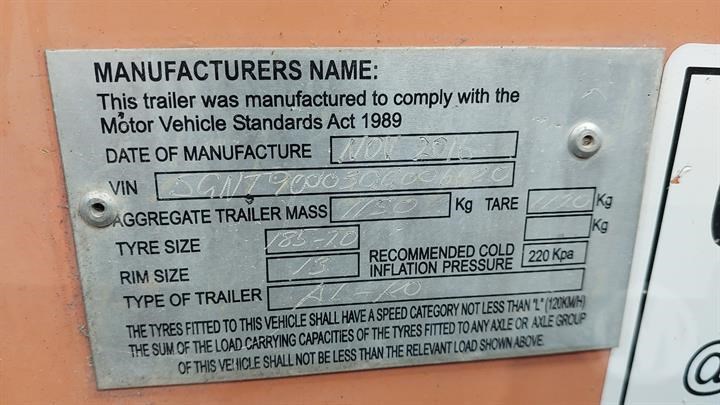 MANUFACTURERS NAME:
This trailer was manufactured to comply with the
Motor Vehicle Standards Act 1989
DATE OF MANUFACTURE NOV 2016
VIN
AGGREGATE TRAILER MASS 1130 Kg TARE 1120 Kg
Kg
TYRE SIZE 185-70
RECOMMENDED COLD INFLATION PRESSURE 220 Kpa
RIM SIZE 13
TYPE OF TRAILER AL-KO
THE TYRES FITTED TO THIS VEHICLE SHALL HAVE A SPEED CATEGORY NOT LESS THAN "L" (120KM/H)
THE SUM OF THE LOAD CARRYING CAPACITIES OF THE TYRES FITTED TO ANY AXLE OR AXLE GROUP
OF THIS VEHICLE SHALL NOT BE LESS THAN THE RELEVANT LOAD SHOWN ABOVE.
@